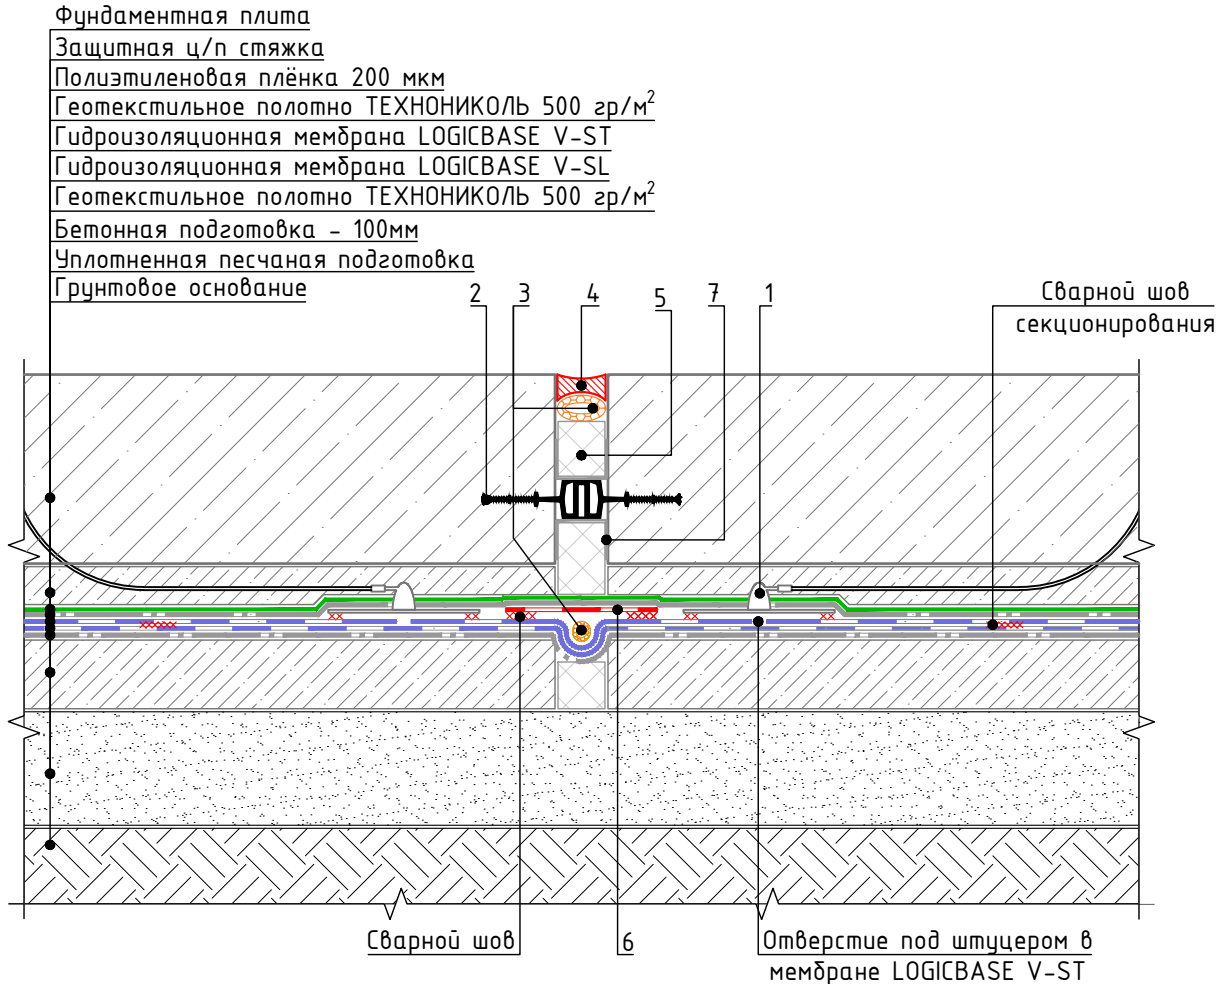 Фундаментная плита
Защитная ц/п стяжка
Полиэтиленовая плёнка 200 мкм
Геотекстильное полотно ТЕХНОНИКОЛЬ 500 гр/м²
Гидроизоляционная мембрана LOGICBASE V-ST
Гидроизоляционная мембрана LOGICBASE V-SL
Геотекстильное полотно ТЕХНОНИКОЛЬ 500 гр/м²
Бетонная подготовка - 100мм
Уплотненная песчаная подготовка
Грунтовое основание
2 3 4 5 7 1
Сварной шов
секционирования
Сварной шов
6
Отверстие под штуцером в
мембране LOGICBASE V-ST